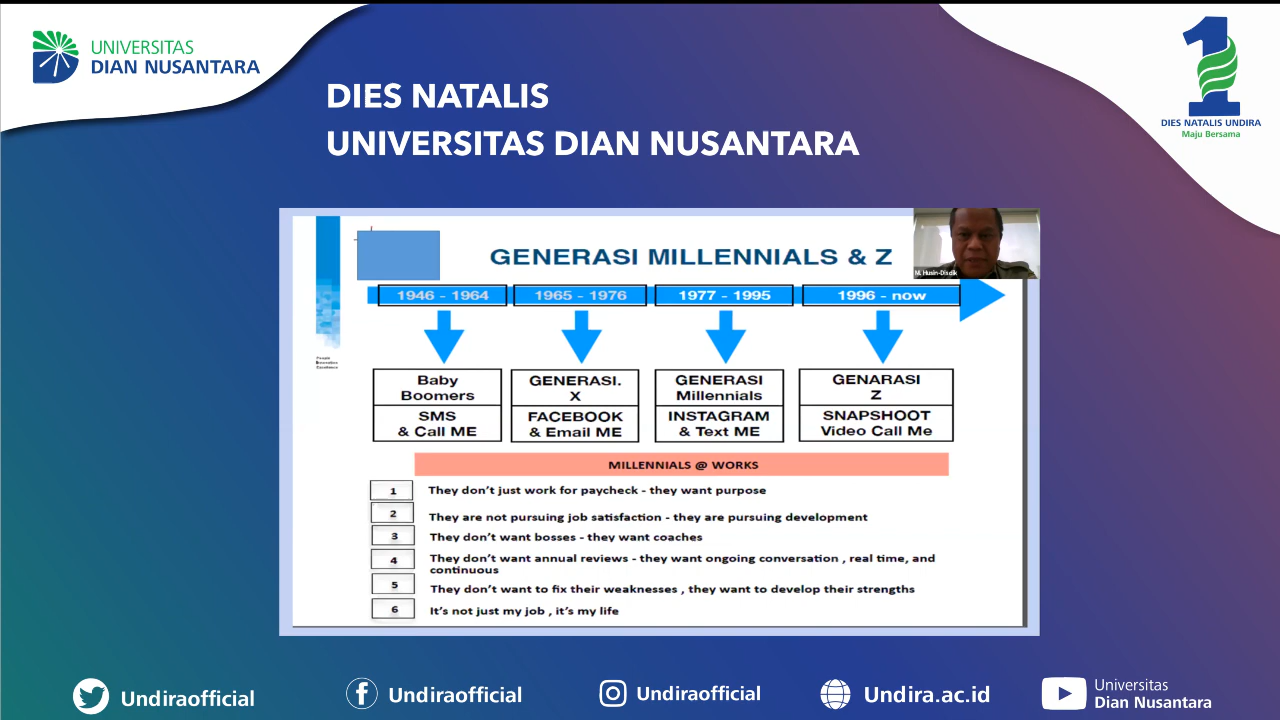 UNIVERSITAS
DIAN NUSANTARA
DIES NATALIS
UNIVERSITAS DIAN NUSANTARA
1
DIES NATALIS UNDIRA
Maju Bersama
GENERASI MILLENNIALS & Z
M. Husin-Disdik
1946 - 1964
1965 - 1976
1977 - 1995
1996 - now
People
Innovation
Excellence
Baby
Boomers
SMS
& Call ME
GENERASI.
X
FACEBOOK
& Email ME
GENERASI
Millennials
INSTAGRAM
& Text ME
GENARASI
Z
SNAPSHOOT
Video Call Me
MILLENNIALS @ WORKS
1 They don't just work for paycheck - they want purpose
2 They are not pursuing job satisfaction - they are pursuing development
3 They don't want bosses - they want coaches
4 They don't want annual reviews - they want ongoing conversation , real time, and
continuous
5 They don't want to fix their weaknesses , they want to develop their strengths
6 It's not just my job , it's my life
Undiraofficial
Undiraofficial
Undiraofficial
Undira.ac.id
Universitas
Dian Nusantara